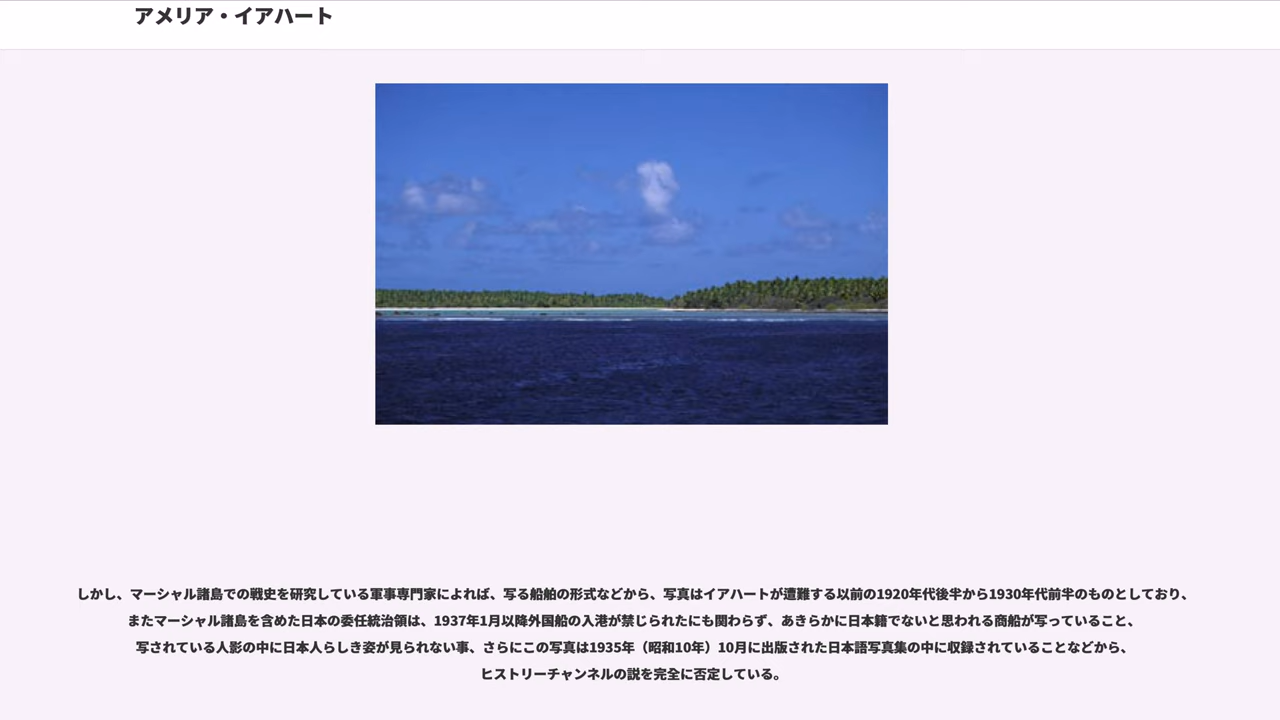 アメリア・イアハート
しかし、マーシャル諸島での戦史を研究している軍事専門家によれば、写る船舶の形式などから、写真はイアハートが遭難する以前の1920年代後半から1930年代前半のものとしており、
またマーシャル諸島を含めた日本の委任統治領は、1937年1月以降外国船の入港が禁じられたにも関わらず、あきらかに日本籍でないと思われる商船が写っていること、
写されている人影の中に日本人らしき姿が見られない事、さらにこの写真は1935年（昭和10年）10月に出版された日本語写真集の中に収録されていることなどから、
ヒストリーチャンネルの説を完全に否定している。